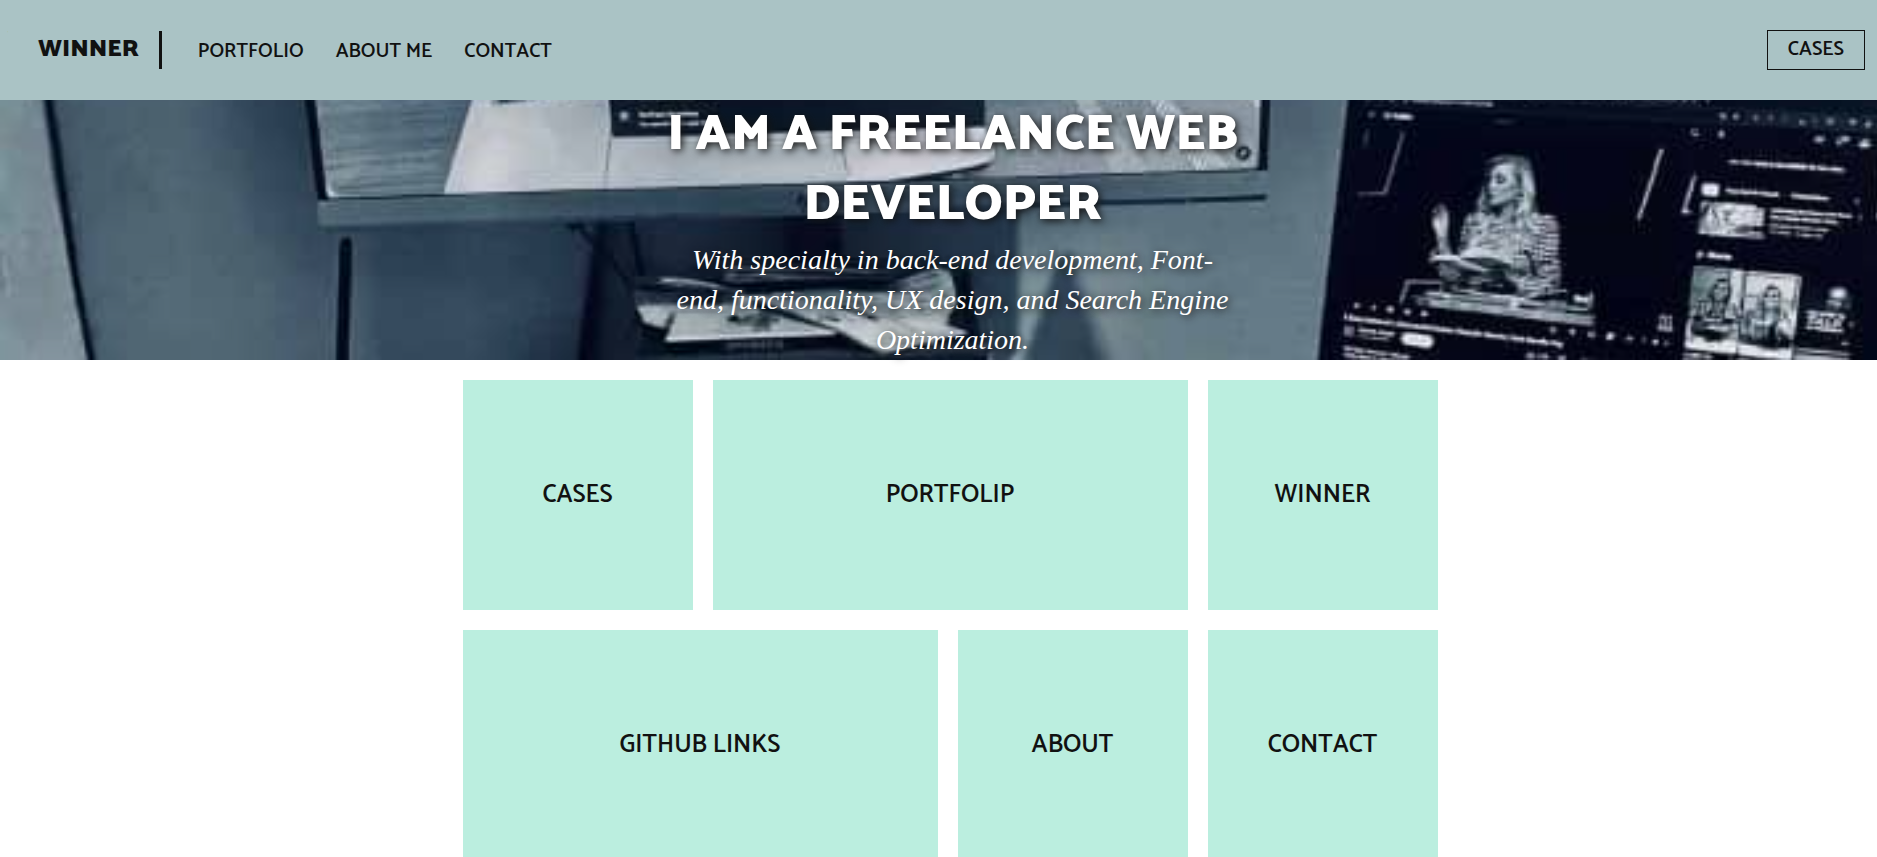 WINNER PORTFOLIO ABOUT ME CONTACT CASES
I AM A FREELANCE WEB
DEVELOPER
With specialty in back-end development, Font-
end, functionality, UX design, and Search Engine
Optimization.
CASES PORTFOLIP WINNER
GITHUB LINKS ABOUT CONTACT